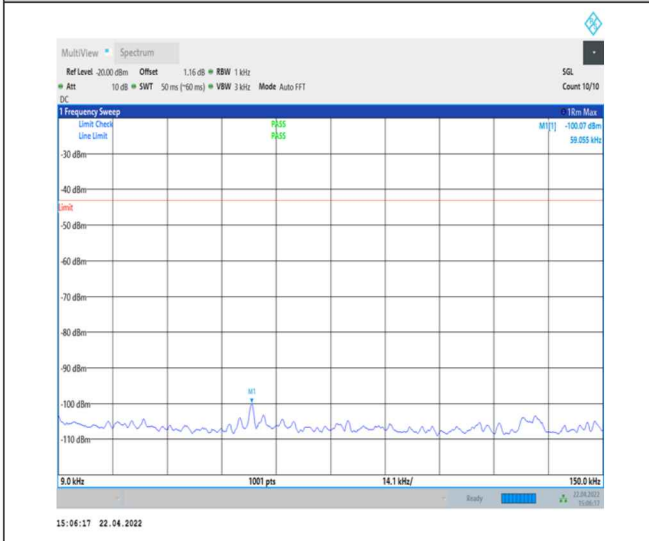 MultiView Spectrum
Ref Level -20.00 dBm Offset 1.16 dB RBW 1 kHz SGL
Att 10 dB SWT 50 ms (~60 ms) VBW 3 kHz Mode Auto FFT Count 10/10
DC
1 Frequency Sweep 1Rm Max
Limit Check PASS M1[1] -100.07 dBm
Line Limit PASS 59.055 kHz
-30 dBm
-40 dBm
Limit
-50 dBm
-60 dBm
-70 dBm
-80 dBm
-90 dBm
M1
-100 dBm
-110 dBm
9.0 kHz 1001 pts 14.1 kHz/ 150.0 kHz
Ready 22.04.2022
15:06:17
15:06:17 22.04.2022